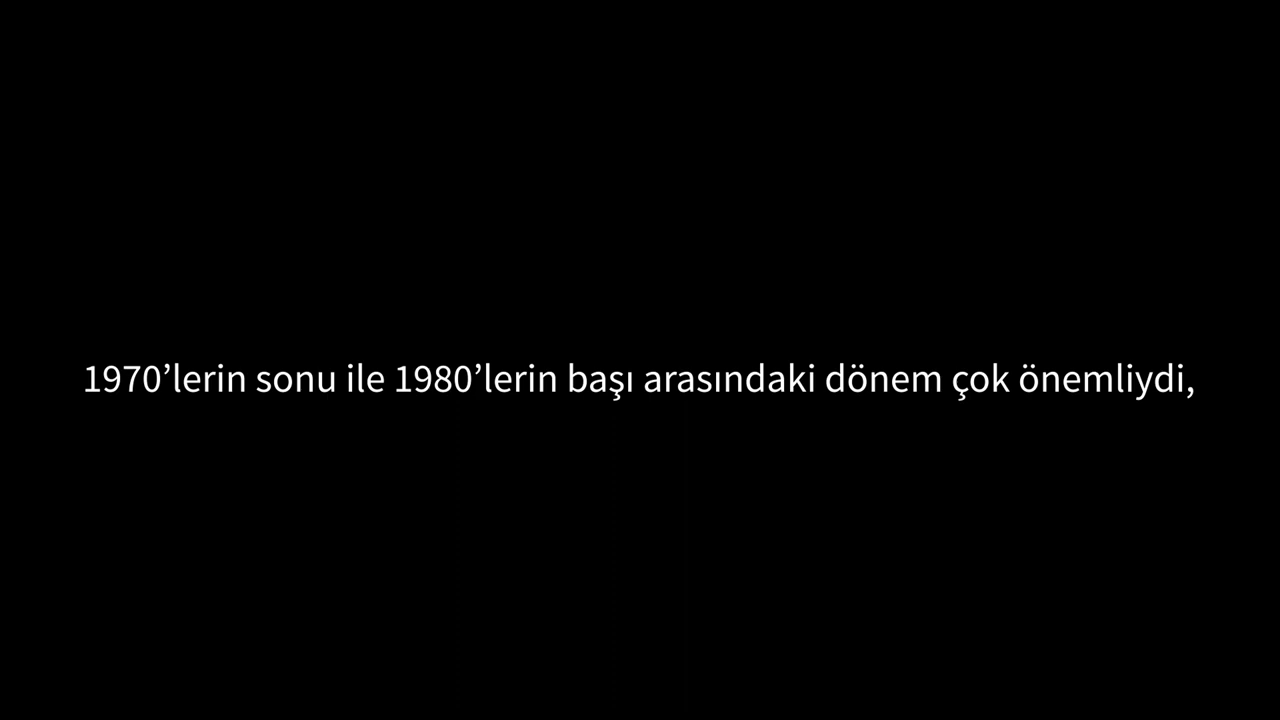 1970’lerin sonu ile 1980’lerin başı arasındaki dönem çok önemliydi,